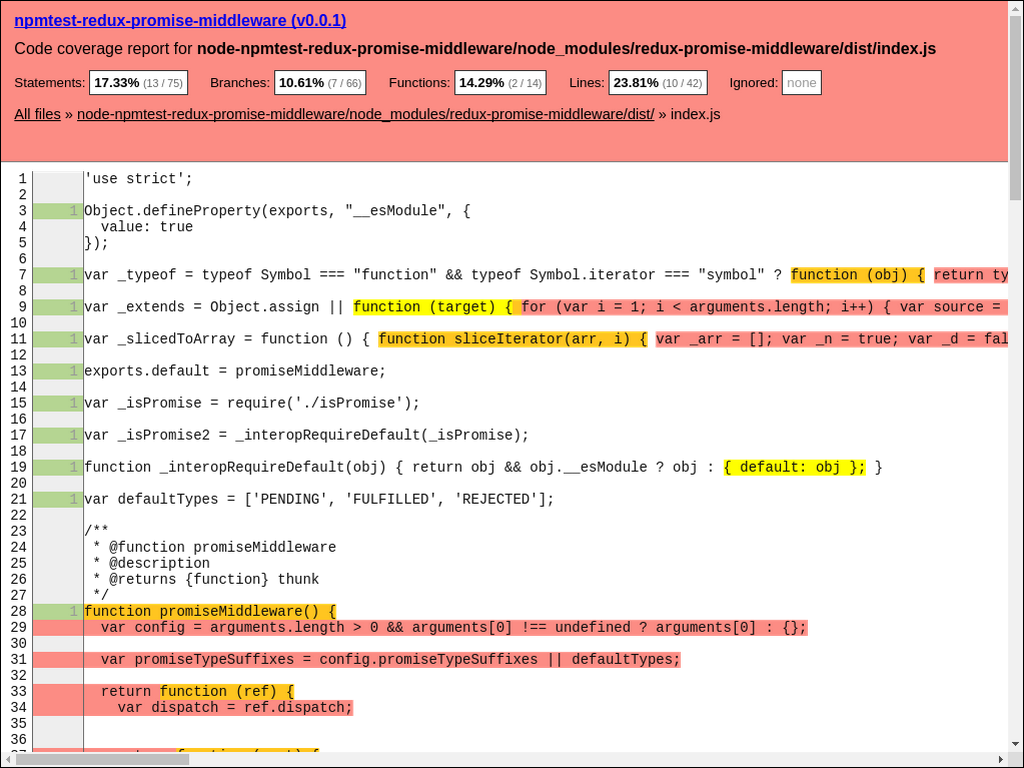 npmtest-redux-promise-middleware (v0.0.1)
Code coverage report for node-npmtest-redux-promise-middleware/node_modules/redux-promise-middleware/dist/index.js
Statements: 17.33% (13 / 75) Branches: 10.61% (7 / 66) Functions: 14.29% (2 / 14) Lines: 23.81% (10 / 42) Ignored: none
All files » node-npmtest-redux-promise-middleware/node_modules/redux-promise-middleware/dist/ » index.js
1 'use strict';
2
3 1 Object.defineProperty(exports, "__esModule", {
4 value: true
5 });
6
7 1 var _typeof = typeof Symbol === "function" && typeof Symbol.iterator === "symbol" ? function (obj) { return ty
8
9 1 var _extends = Object.assign || function (target) { for (var i = 1; i < arguments.length; i++) { var source =
10
11 1 var _slicedToArray = function () { function sliceIterator(arr, i) { var _arr = []; var _n = true; var _d = fal
12
13 1 exports.default = promiseMiddleware;
14
15 1 var _isPromise = require('./isPromise');
16
17 1 var _isPromise2 = _interopRequireDefault(_isPromise);
18
19 1 function _interopRequireDefault(obj) { return obj && obj.__esModule ? obj : { default: obj }; }
20
21 1 var defaultTypes = ['PENDING', 'FULFILLED', 'REJECTED'];
22
23 /**
24 * @function promiseMiddleware
25 * @description
26 * @returns {function} thunk
27 */
28 1 function promiseMiddleware() {
29 var config = arguments.length > 0 && arguments[0] !== undefined ? arguments[0] : {};
30
31 var promiseTypeSuffixes = config.promiseTypeSuffixes || defaultTypes;
32
33 return function (ref) {
34 var dispatch = ref.dispatch;
35
36